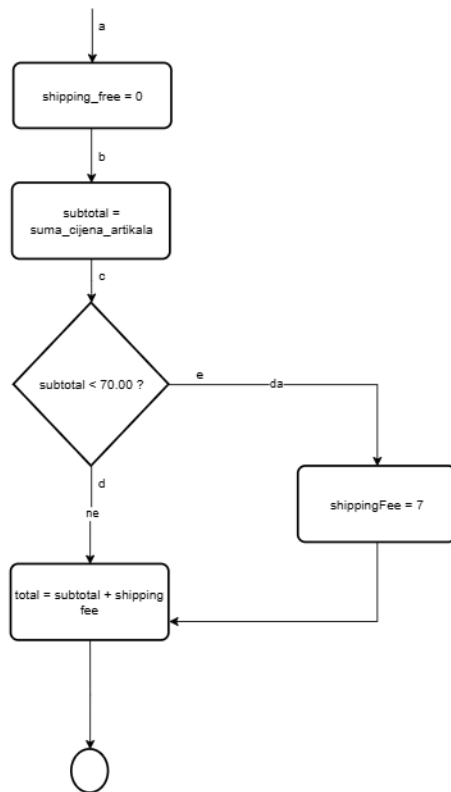 a
shipping_free = 0
b
subtotal =
suma_cijena_artikala
c
subtotal < 70.00 ?
e
da
d
ne
shippingFee = 7
total = subtotal + shipping
fee